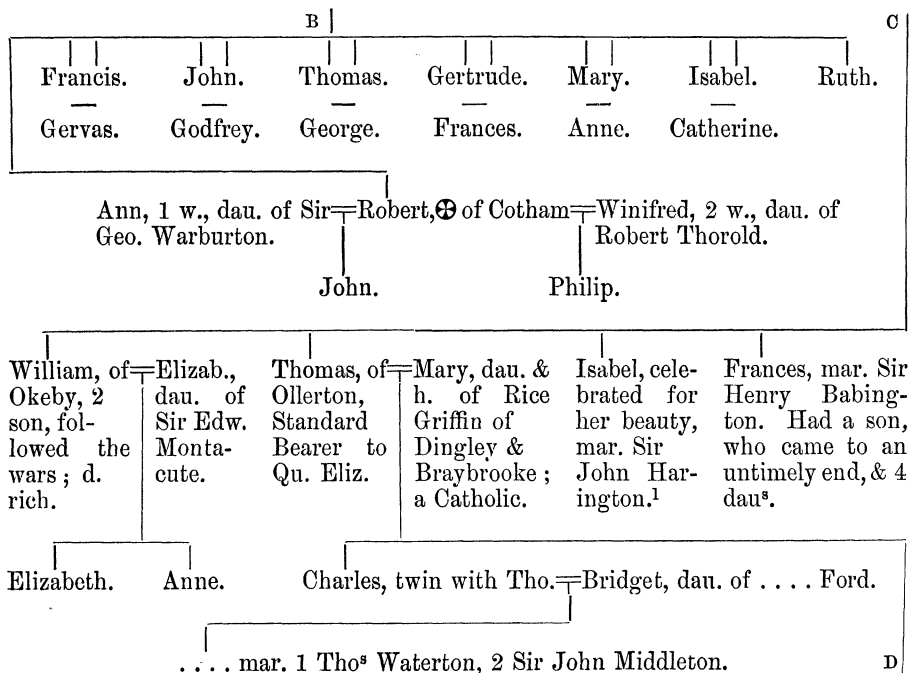 B C
Francis. John. Thomas. Gertrude. Mary. Isabel. Ruth.
Gervas. Godfrey. George. Frances. Anne. Catherine.
Ann, 1 w., dau. of Sir Robert, ✠ of Cotham Winifred, 2 w., dau. of
Geo. Warburton. Robert Thorold.
John. Philip.
William, of
Okeby, 2
son, fol-
lowed the
wars; d.
rich.
Elizab.,
dau. of
Sir Edw.
Monta-
cute.
Thomas, of
Ollerton,
Standard
Bearer to
Qu. Eliz.
Mary, dau. &
h. of Rice
Griffin of
Dingley &
Braybrooke;
a Catholic.
Isabel, cele-
brated for
her beauty,
mar. Sir
John Har-
ington.¹
Frances, mar. Sir
Henry Babing-
ton. Had a son,
who came to an
untimely end, & 4
dauˢ.
Elizabeth. Anne. Charles, twin with Tho. Bridget, dau. of . . . . Ford.
. . . . mar. 1 Thoˢ Waterton, 2 Sir John Middleton. D